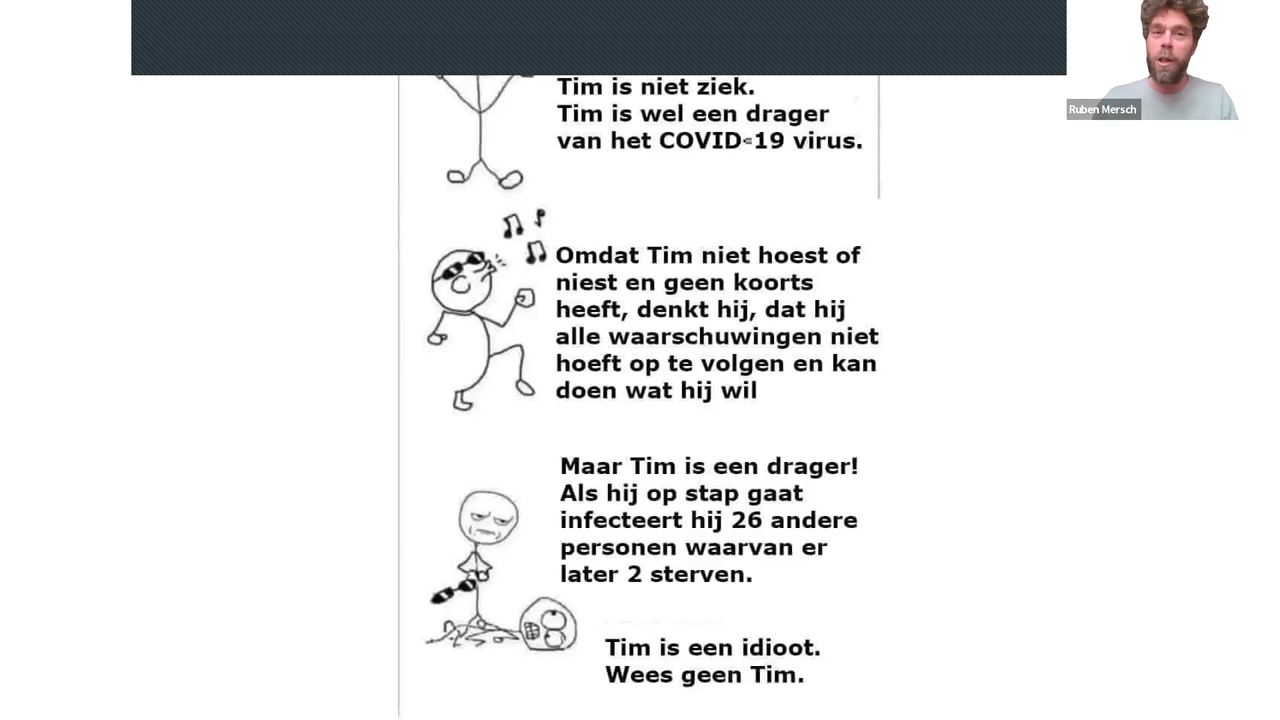 Ruben Mersch
Tim is niet ziek.
Tim is wel een drager
van het COVID-19 virus.
Omdat Tim niet hoest of
niest en geen koorts
heeft, denkt hij, dat hij
alle waarschuwingen niet
hoeft op te volgen en kan
doen wat hij wil
Maar Tim is een drager!
Als hij op stap gaat
infecteert hij 26 andere
personen waarvan er
later 2 sterven.
Tim is een idioot.
Wees geen Tim.